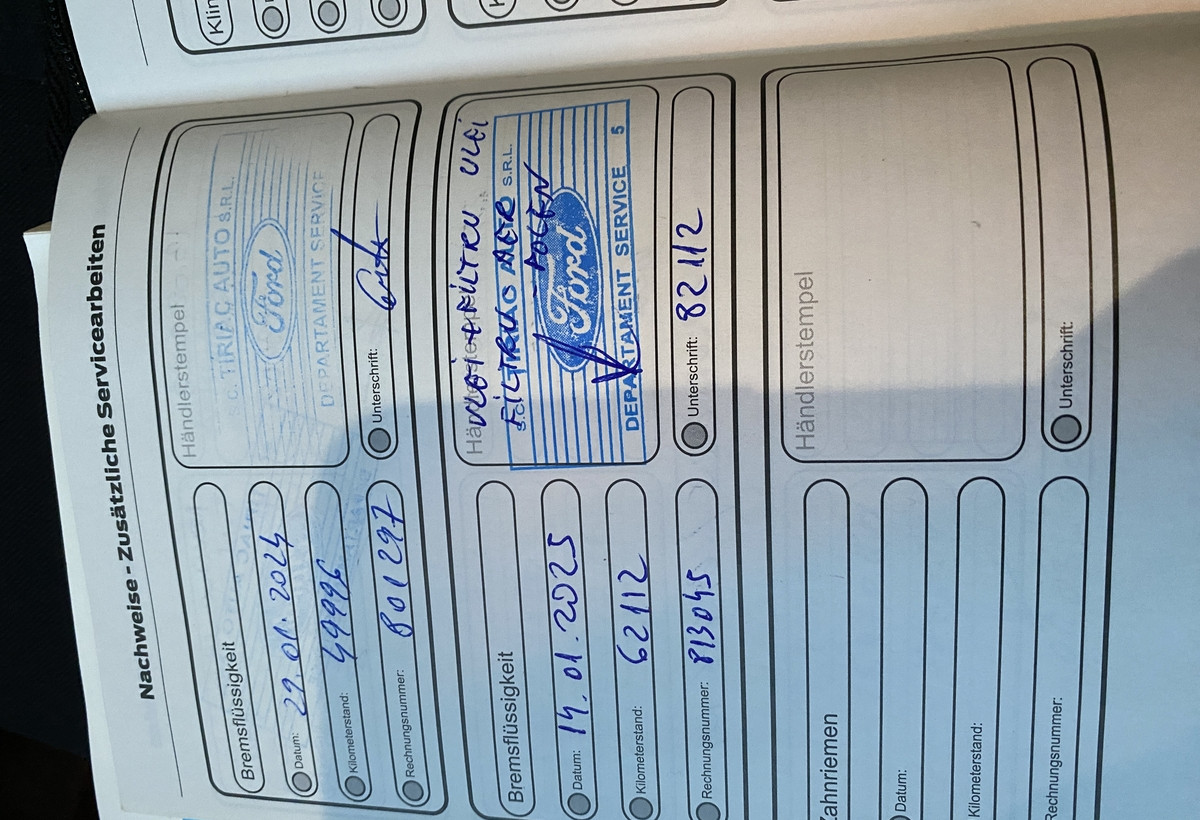 Nachweise - Zusätzliche Servicearbeiten
Bremsflüssigkeit
Datum: 29.01.2024
Kilometerstand: 49996
Rechnungsnummer: 801297
Händlerstempel
S.C. TIRIAC AUTO S.R.L.
Ford
DEPARTAMENT SERVICE
Unterschrift:
Bremsflüssigkeit
Datum: 14.01.2025
Kilometerstand: 62112
Rechnungsnummer: 813045
ULEI + FILTRU ULEI
FILTRU AER
S.R.L.
POLEN
Ford
DEPARTAMENT SERVICE 5
Unterschrift: 82112
Zahnriemen
Datum:
Kilometerstand:
Rechnungsnummer:
Händlerstempel
Unterschrift: